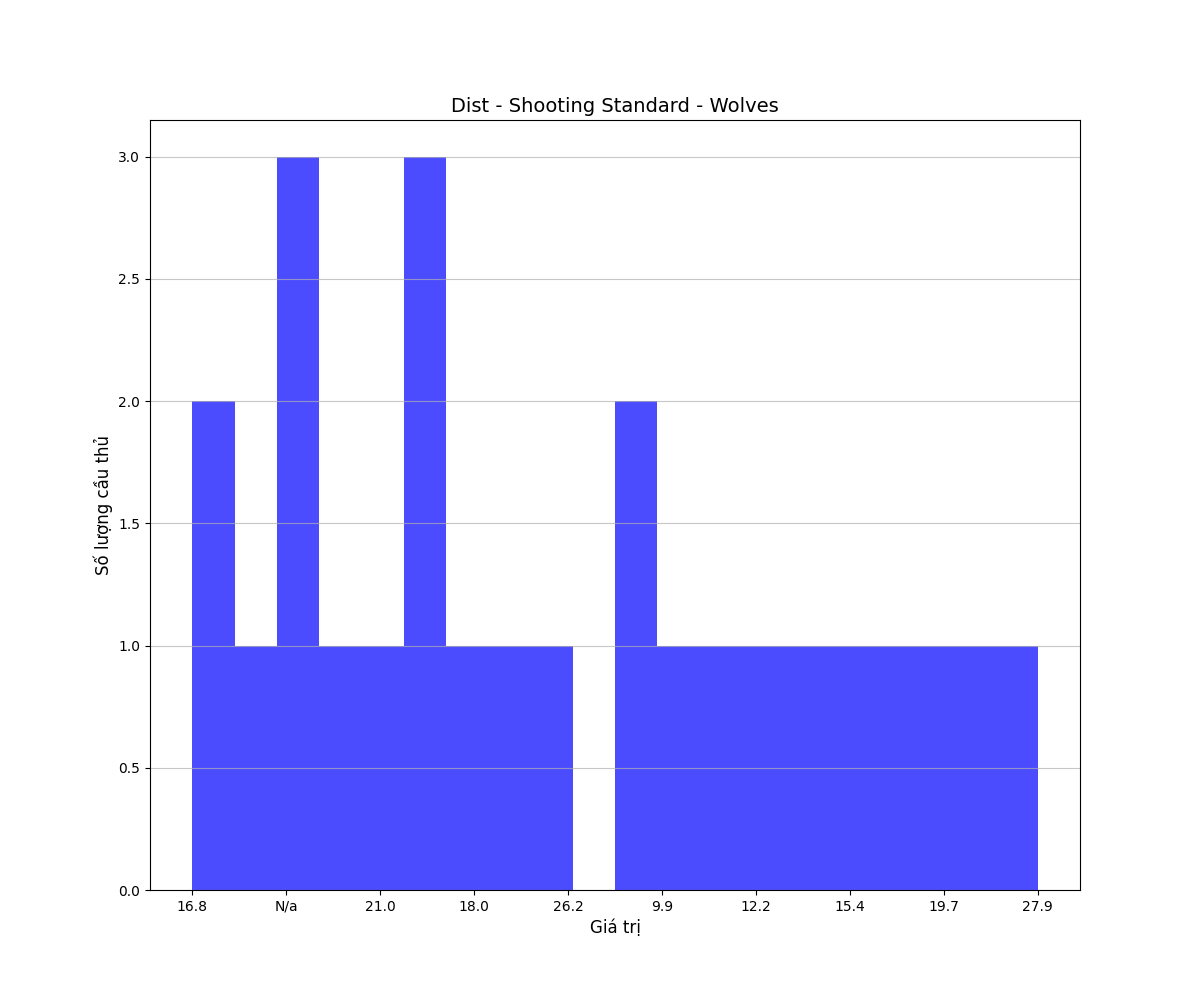 Dist - Shooting Standard - Wolves
3.0
2.5
2.0
1.5
1.0
0.5
0.0
Số lượng cầu thủ
16.8 N/a 21.0 18.0 26.2 9.9 12.2 15.4 19.7 27.9
Giá trị